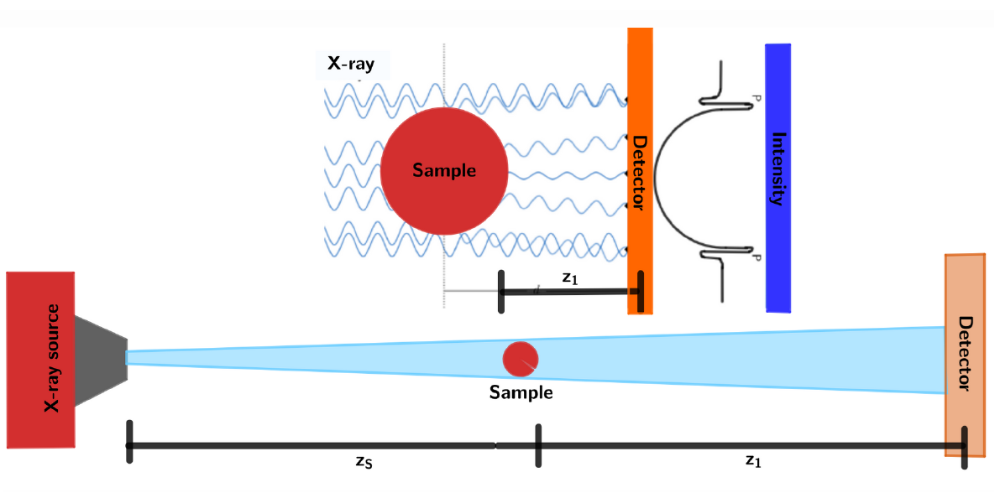 X-ray
Sample
Detector
Intensity
P
P
z1
d
X-ray source
Sample
Detector
zS
z1